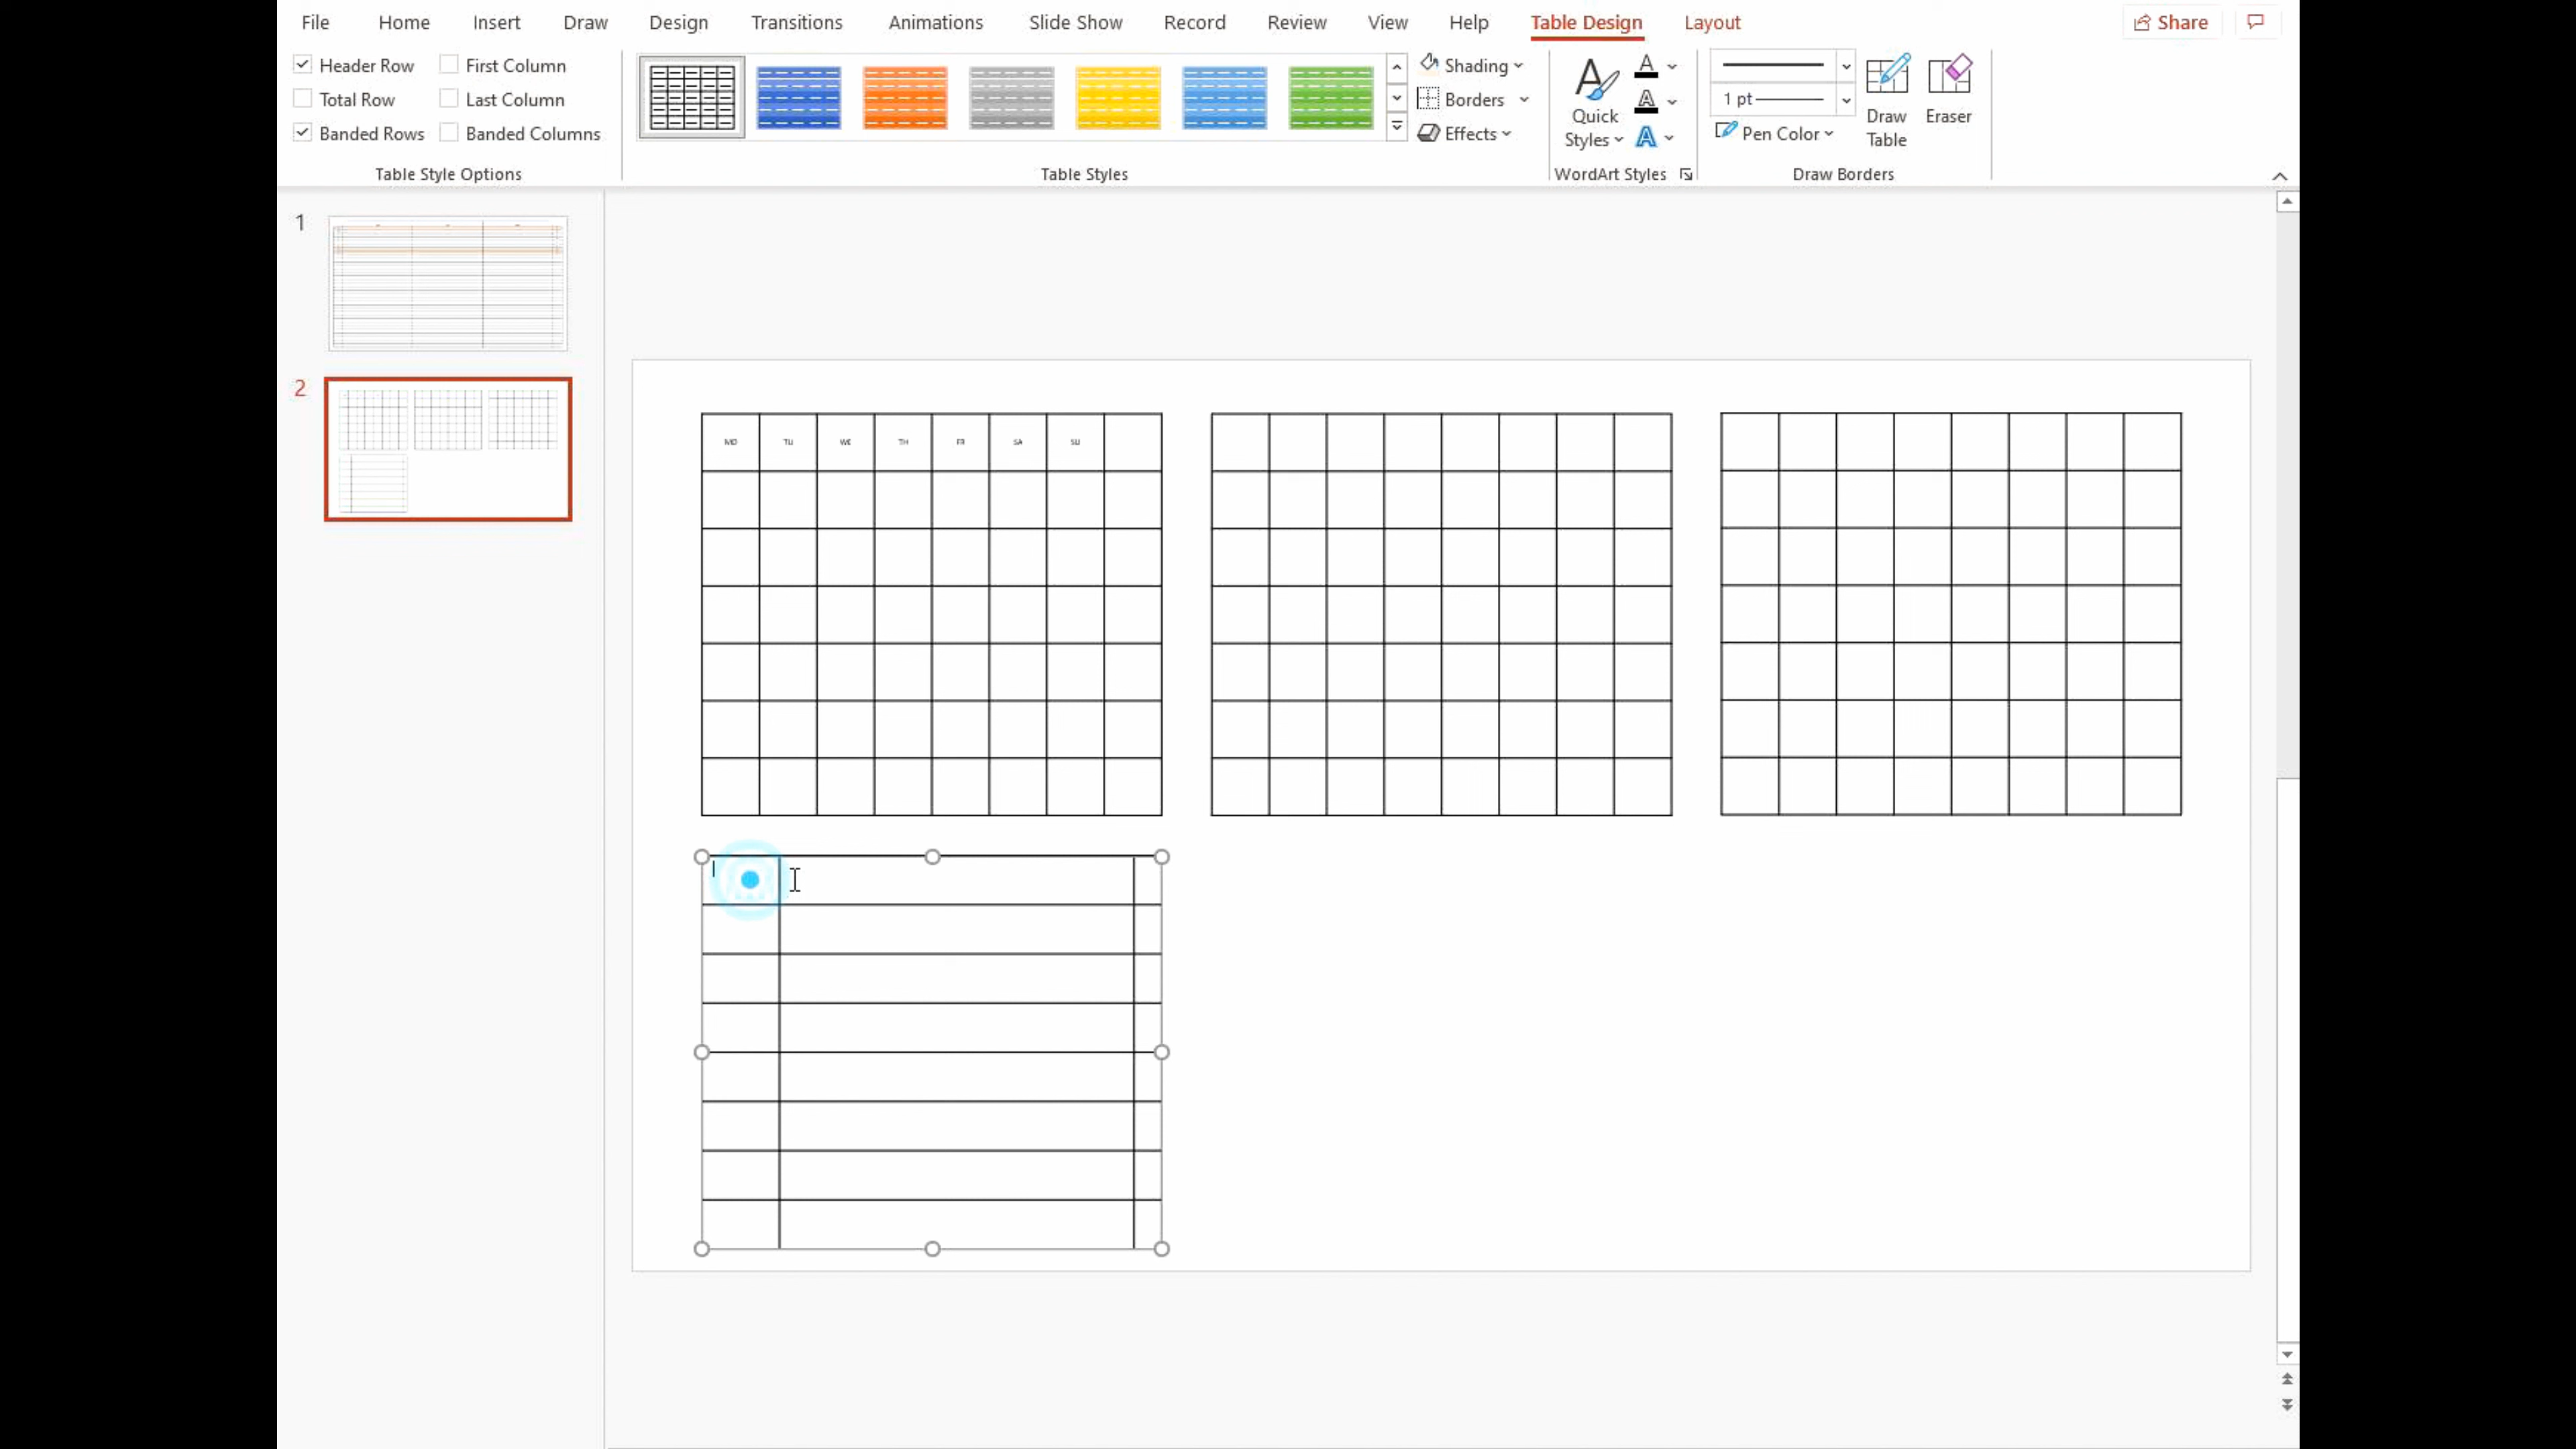 File Home Insert Draw Design Transitions Animations Slide Show Record Review View Help Table Design Layout Share
Header Row First Column
Total Row Last Column
Banded Rows Banded Columns
Table Style Options
Shading
Borders
Effects
Table Styles
Quick
Styles
A
A
A
WordArt Styles
1 pt
Pen Color
Draw
Table
Eraser
Draw Borders
1
2
MO TU WE TH FR SA SU